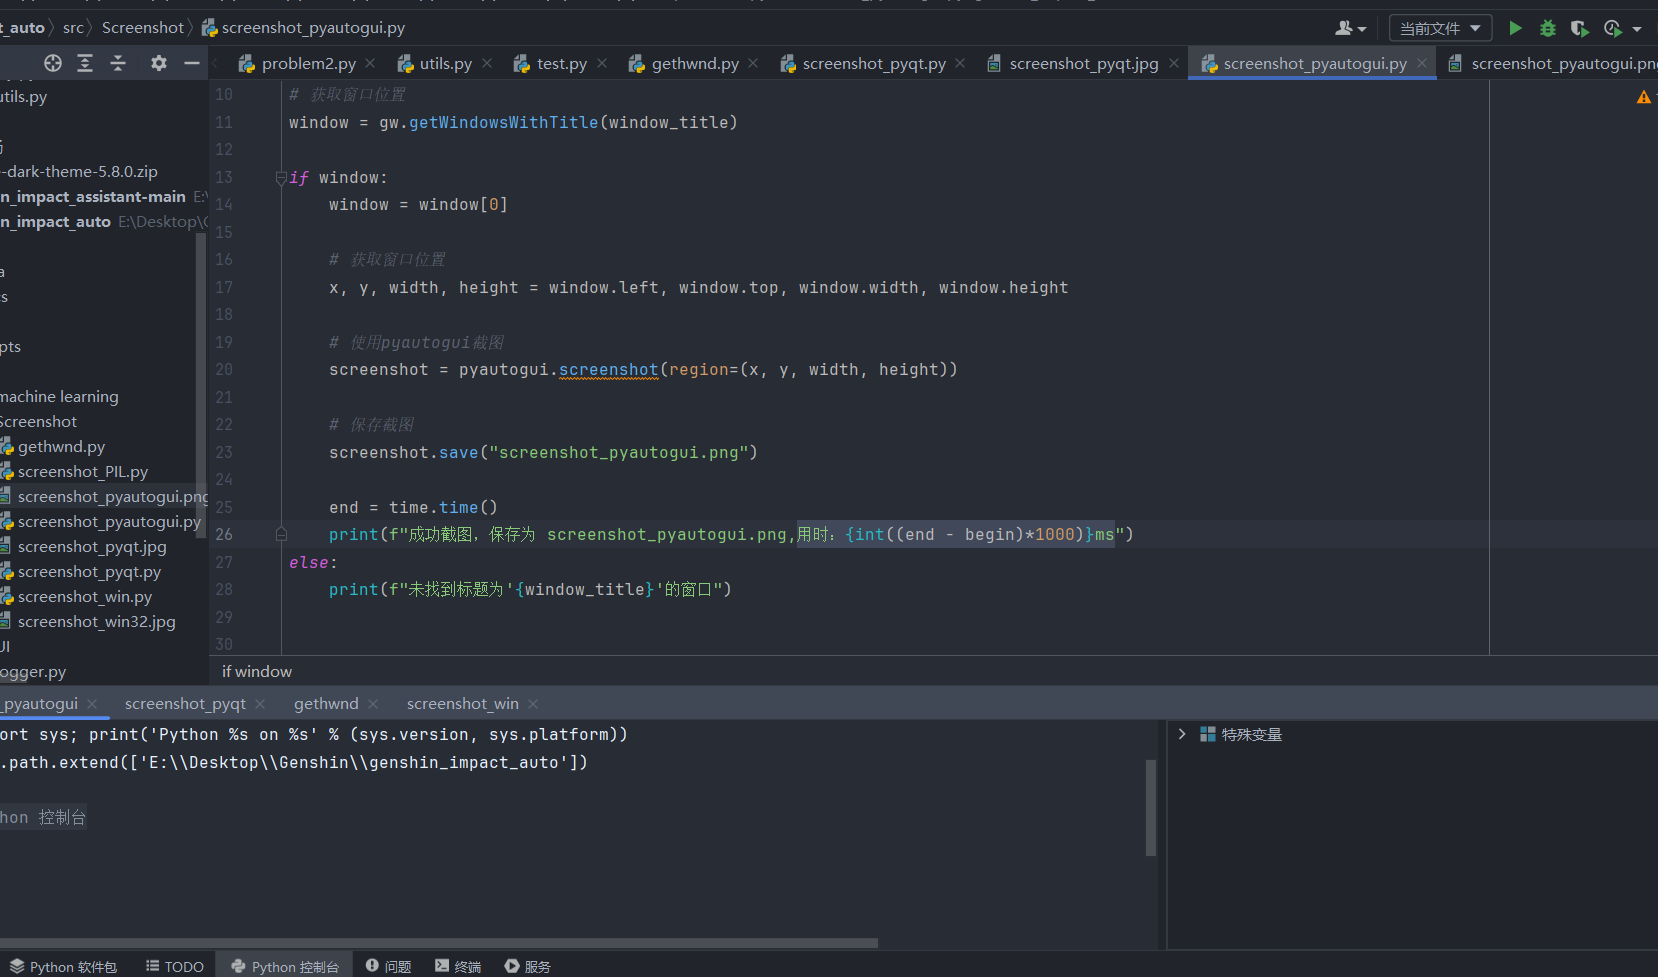 t_auto 〉 src 〉 Screenshot 〉 screenshot_pyautogui.py
当前文件
problem2.py
utils.py
test.py
gethwnd.py
screenshot_pyqt.py
screenshot_pyqt.jpg
screenshot_pyautogui.py
screenshot_pyautogui.pn
utils.py
-dark-theme-5.8.0.zip
n_impact_assistant-main E:\
n_impact_auto E:\Desktop\
a
cs
pts
machine learning
Screenshot
gethwnd.py
screenshot_PIL.py
screenshot_pyautogui.png
screenshot_pyautogui.py
screenshot_pyqt.jpg
screenshot_pyqt.py
screenshot_win.py
screenshot_win32.jpg
UI
ogger.py
10 # 获取窗口位置
11 window = gw.getWindowsWithTitle(window_title)
12
13 if window:
14 window = window[0]
15
16 # 获取窗口位置
17 x, y, width, height = window.left, window.top, window.width, window.height
18
19 # 使用pyautogui截图
20 screenshot = pyautogui.screenshot(region=(x, y, width, height))
21
22 # 保存截图
23 screenshot.save("screenshot_pyautogui.png")
24
25 end = time.time()
26 print(f"成功截图，保存为 screenshot_pyautogui.png,用时：{int((end - begin)*1000)}ms")
27 else:
28 print(f"未找到标题为'{window_title}'的窗口")
29
30
if window
_pyautogui
screenshot_pyqt
gethwnd
screenshot_win
ort sys; print('Python %s on %s' % (sys.version, sys.platform))
.path.extend(['E:\\Desktop\\Genshin\\genshin_impact_auto'])
hon 控制台
特殊变量
Python 软件包
TODO
Python 控制台
问题
终端
服务